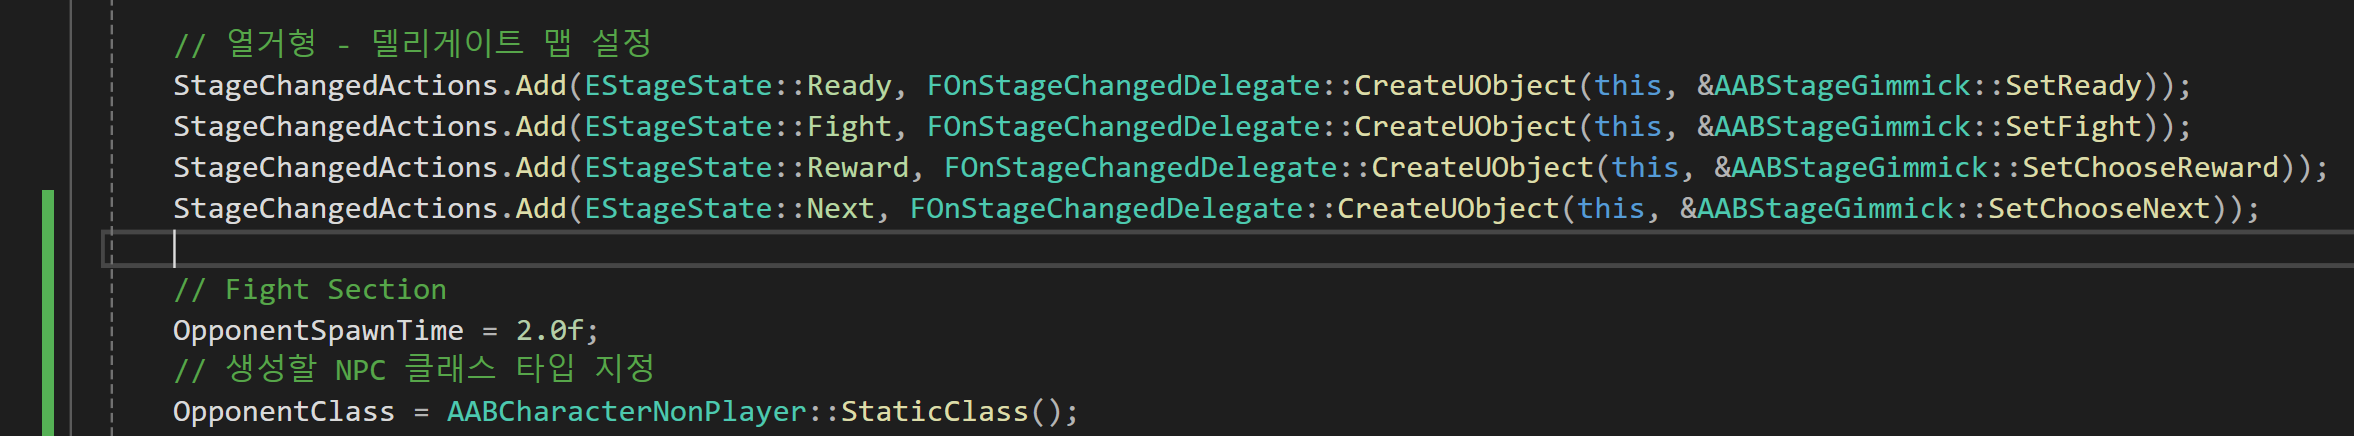 // 열거형 - 델리게이트 맵 설정
StageChangedActions.Add(EStageState::Ready, FOnStageChangedDelegate::CreateUObject(this, &AABStageGimmick::SetReady));
StageChangedActions.Add(EStageState::Fight, FOnStageChangedDelegate::CreateUObject(this, &AABStageGimmick::SetFight));
StageChangedActions.Add(EStageState::Reward, FOnStageChangedDelegate::CreateUObject(this, &AABStageGimmick::SetChooseReward));
StageChangedActions.Add(EStageState::Next, FOnStageChangedDelegate::CreateUObject(this, &AABStageGimmick::SetChooseNext));
// Fight Section
OpponentSpawnTime = 2.0f;
// 생성할 NPC 클래스 타입 지정
OpponentClass = AABCharacterNonPlayer::StaticClass();